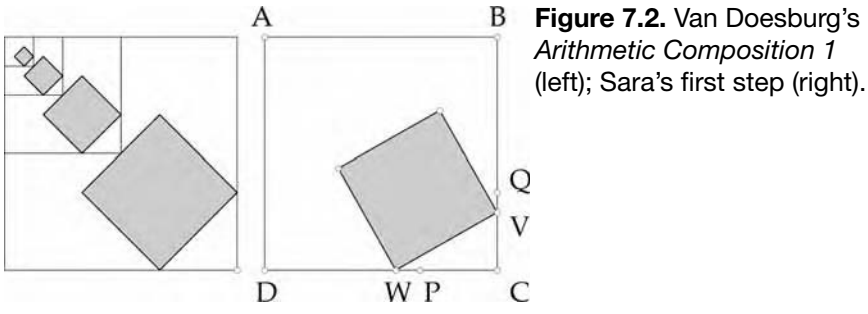 A
B
Figure 7.2. Van Doesburg's
Arithmetic Composition 1
(left); Sara's first step (right).
Q
V
D
W P
C